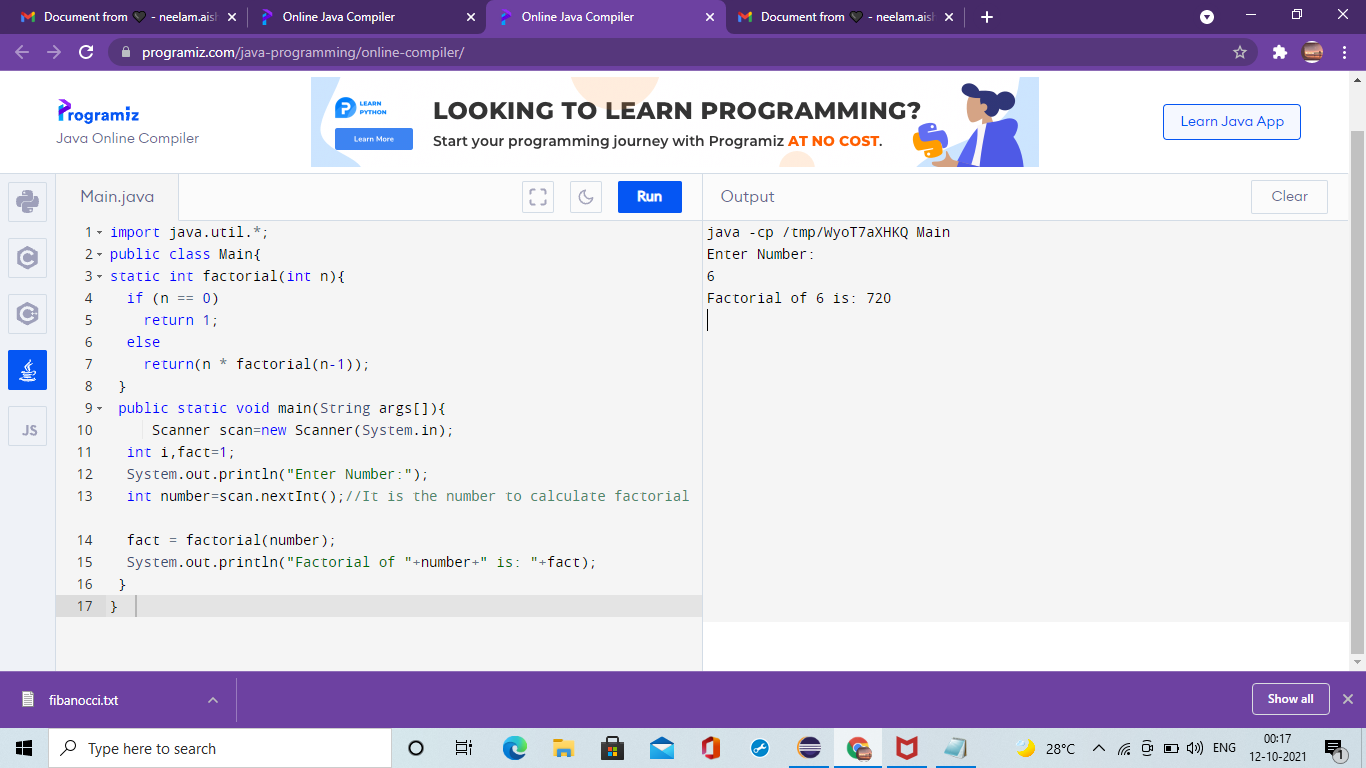 Document from 🖤 - neelam.aish
Online Java Compiler
Online Java Compiler
Document from 🖤 - neelam.aish
programiz.com/java-programming/online-compiler/
Programiz
Java Online Compiler
LEARN
PYTHON
Learn More
LOOKING TO LEARN PROGRAMMING?
Start your programming journey with Programiz AT NO COST.
Learn Java App
Main.java
Run
Output
Clear
JS
1 import java.util.*;
2 public class Main{
3 static int factorial(int n){
4 if (n == 0)
5 return 1;
6 else
7 return(n * factorial(n-1));
8 }
9 public static void main(String args[]){
10 Scanner scan=new Scanner(System.in);
11 int i,fact=1;
12 System.out.println("Enter Number:");
13 int number=scan.nextInt();//It is the number to calculate factorial
14 fact = factorial(number);
15 System.out.println("Factorial of "+number+" is: "+fact);
16 }
17 }
java -cp /tmp/WyoT7aXHKQ Main
Enter Number:
6
Factorial of 6 is: 720
fibanocci.txt
Show all
Type here to search
28°C
ENG
00:17
12-10-2021
1